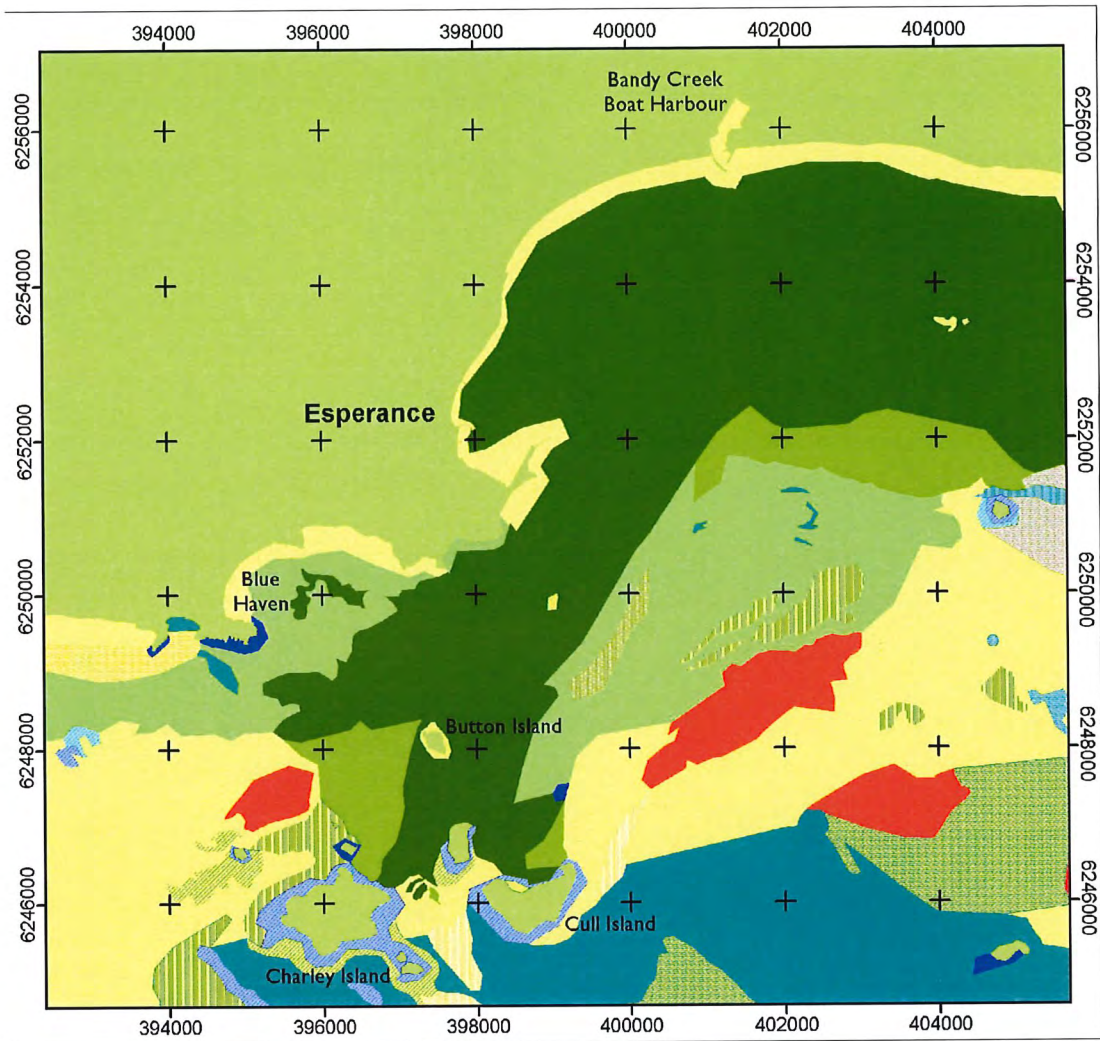 394000 396000 398000 400000 402000 404000
Bandy Creek
Boat Harbour
6256000 6256000
6254000 6254000
Esperance
6252000 6252000
Blue
Haven
6250000 6250000
Button Island
6248000 6248000
6246000 6246000
Cull Island
Charley Island
394000 396000 398000 400000 402000 404000